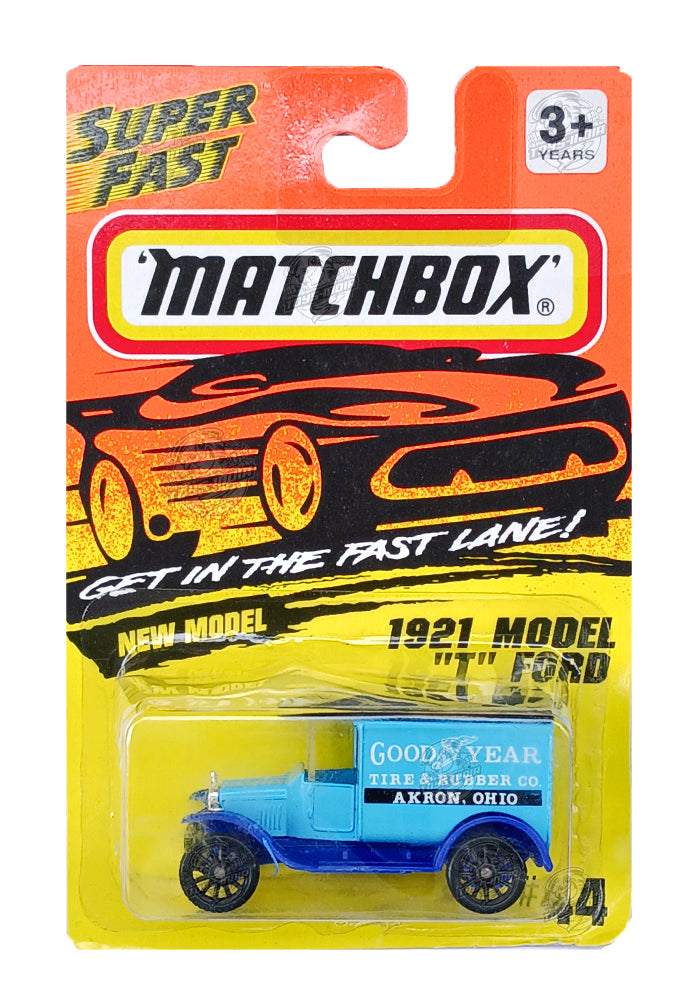 SUPER
FAST
™
3+
YEARS
'MATCHBOX'
®
GET IN THE FAST LANE!
NEW MODEL
1921 MODEL
"T" FORD
GOOD YEAR
TIRE & RUBBER CO.
AKRON, OHIO
#44